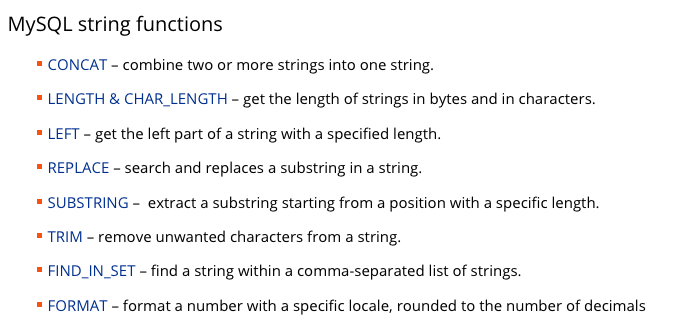 MySQL string functions
CONCAT – combine two or more strings into one string.
LENGTH & CHAR_LENGTH – get the length of strings in bytes and in characters.
LEFT – get the left part of a string with a specified length.
REPLACE – search and replaces a substring in a string.
SUBSTRING –  extract a substring starting from a position with a specific length.
TRIM – remove unwanted characters from a string.
FIND_IN_SET – find a string within a comma-separated list of strings.
FORMAT – format a number with a specific locale, rounded to the number of decimals